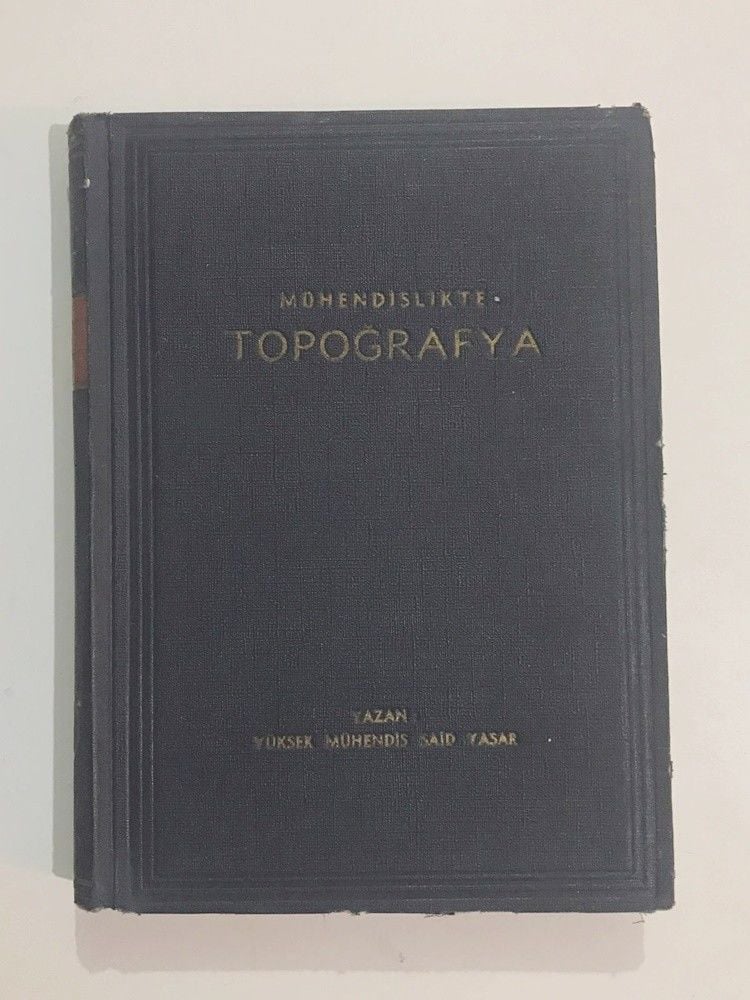 MÜHENDİSLİKTE
TOPOĞRAFYA
YAZAN
YÜKSEK MÜHENDİS SAİD YAŞAR